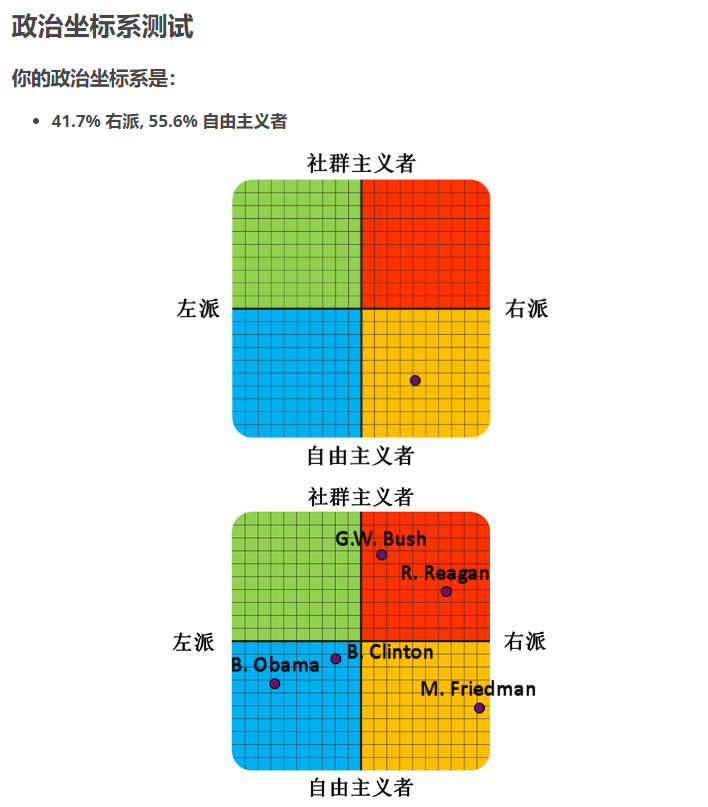 政治坐标系测试
你的政治坐标系是：
• 41.7% 右派, 55.6% 自由主义者
社群主义者
左派
右派
自由主义者
社群主义者
G.W. Bush
R. Reagan
左派
右派
B. Clinton
B. Obama
M. Friedman
自由主义者